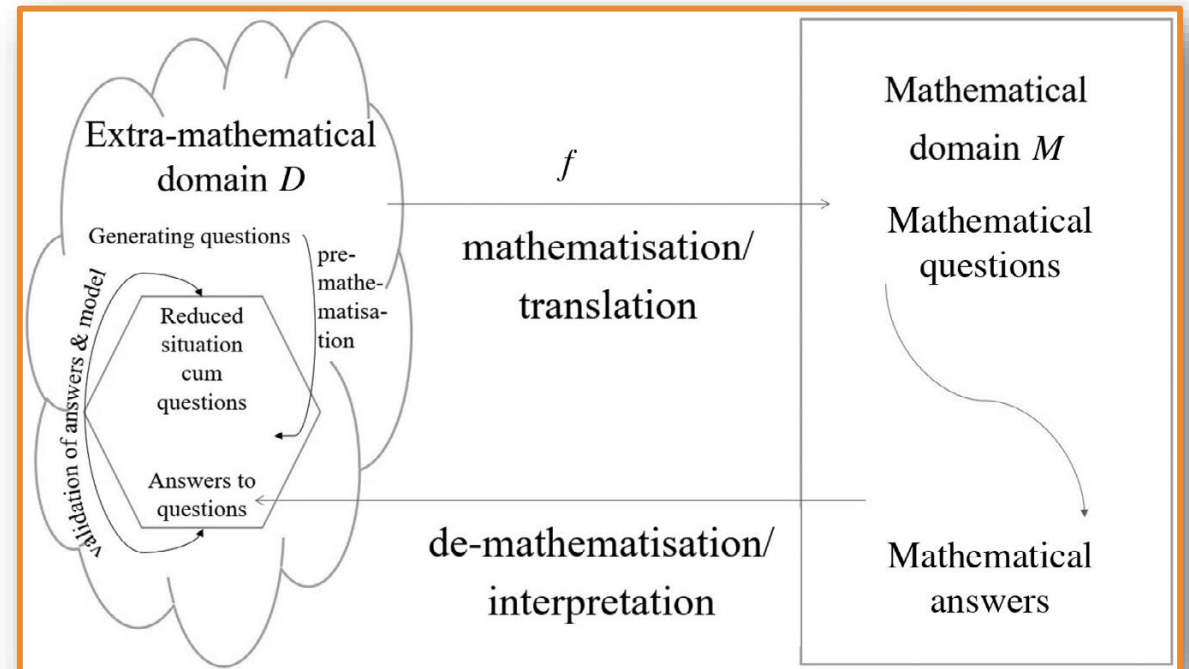 Extra-mathematical
domain D
Generating questions
pre-
mathe-
matisa-
tion
validation of answers & model
Reduced
situation
cum
questions
Answers to
questions
f
mathematisation/
translation
de-mathematisation/
interpretation
Mathematical
domain M
Mathematical
questions
Mathematical
answers